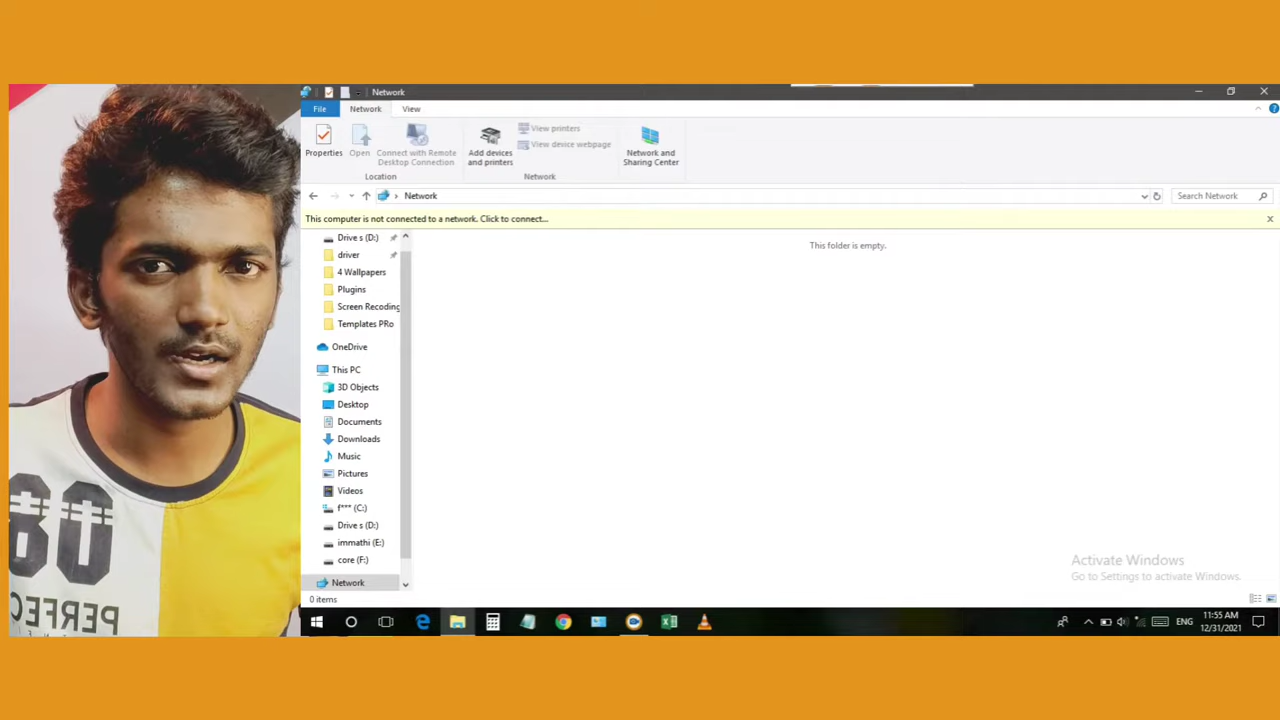 Network
File
Network
View
Properties
Open
Connect with Remote
Desktop Connection
Location
Add devices
and printers
View printers
View device webpage
Network
Network and
Sharing Center
Network
Search Network
This computer is not connected to a network. Click to connect...
This folder is empty.
Drive s (D:)
driver
4 Wallpapers
Plugins
Screen Recording
Templates PRo
OneDrive
This PC
3D Objects
Desktop
Documents
Downloads
Music
Pictures
Videos
f*** (C:)
Drive s (D:)
immathi (E:)
core (F:)
Network
0 items
Activate Windows
Go to Settings to activate Windows.
ENG
11:55 AM
12/31/2021
80
PERFEC